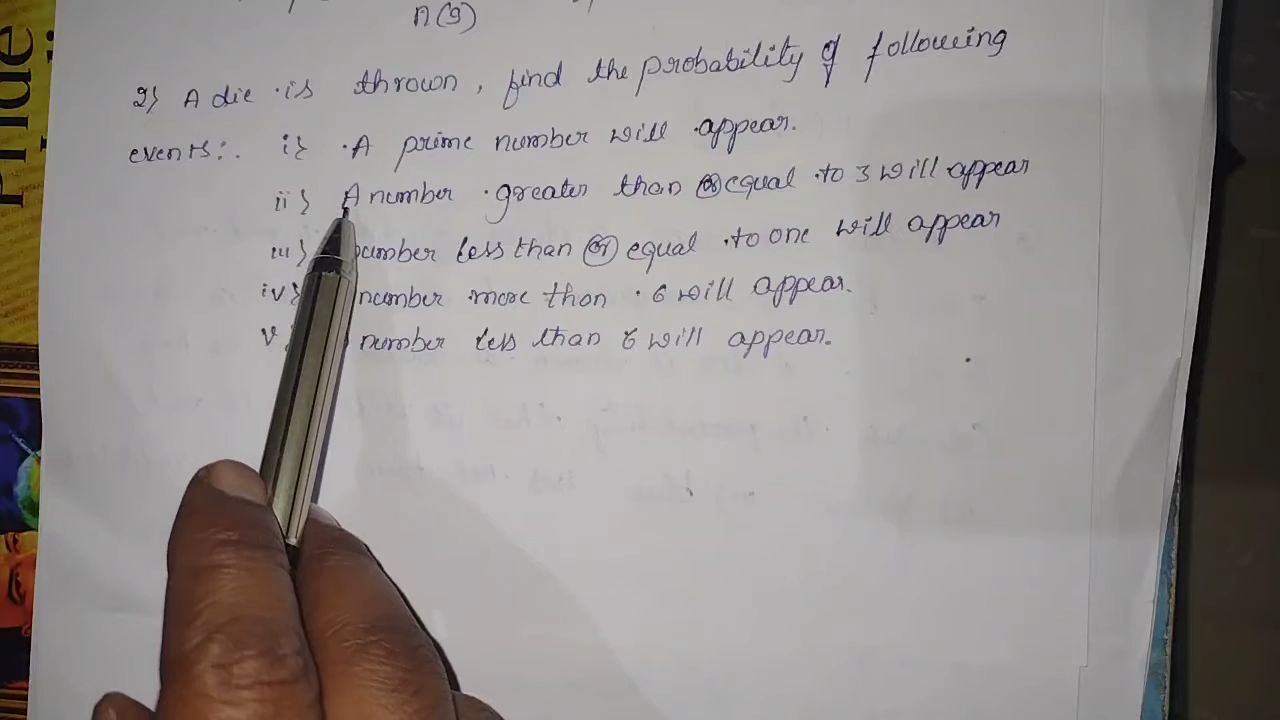 n(S)
2} A die is thrown, find the probability of following
events:. i} A prime number will appear.
ii} A number greater than or equal to 3 will appear
iii} number less than or equal to one will appear
iv} number more than 6 will appear.
v} number less than 6 will appear.